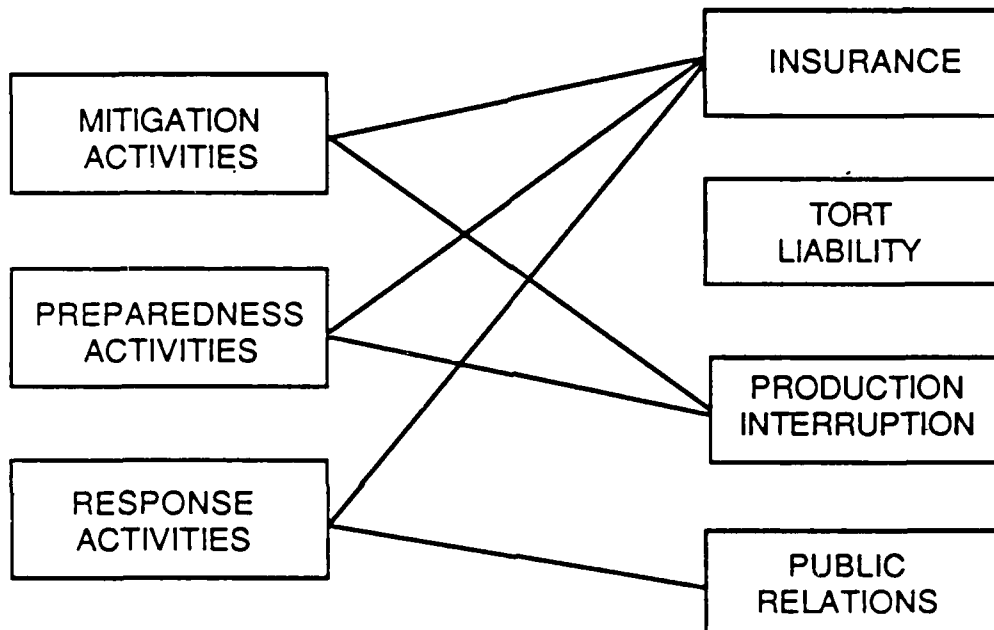 MITIGATION
ACTIVITIES
PREPAREDNESS
ACTIVITIES
RESPONSE
ACTIVITIES
INSURANCE
TORT
LIABILITY
PRODUCTION
INTERRUPTION
PUBLIC
RELATIONS